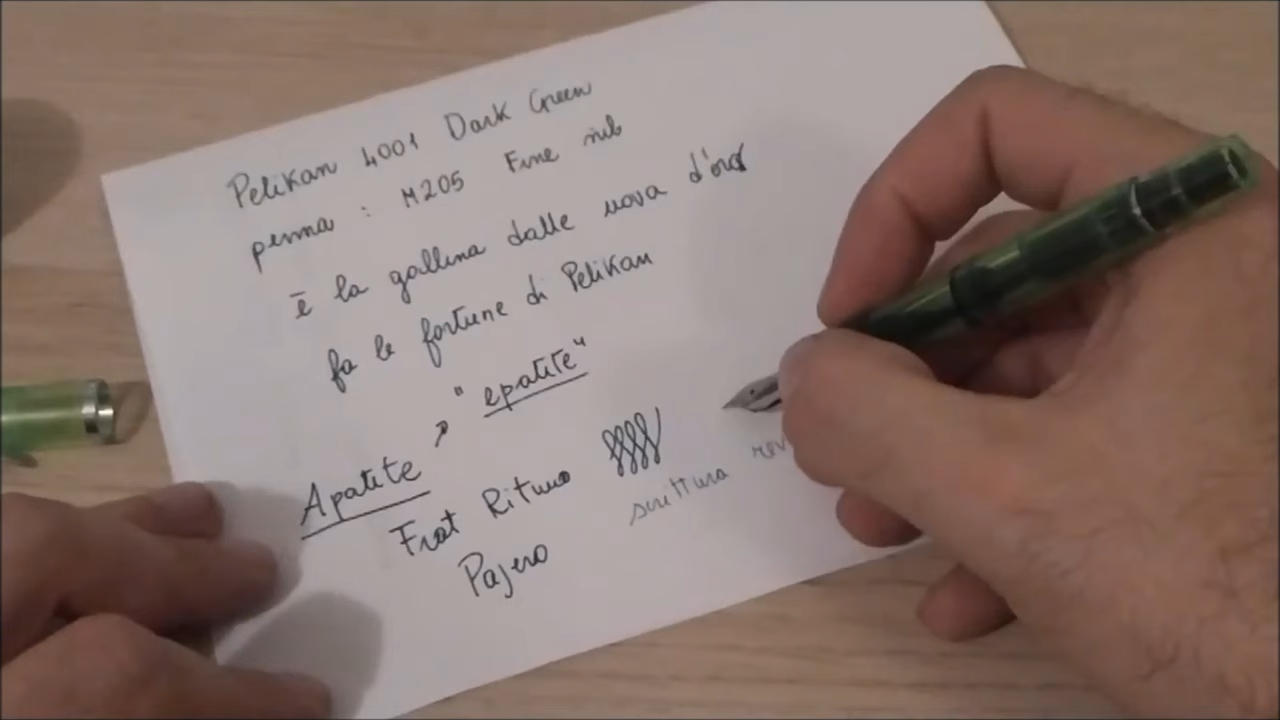 Pelikan 4001 Dark Green
penna : M205 Fine nib
è la gallina dalle uova d'oro
fa le fortune di Pelikan
"epatite"
Apatite
Fiat Ritmo
scrittura rev
Pajero